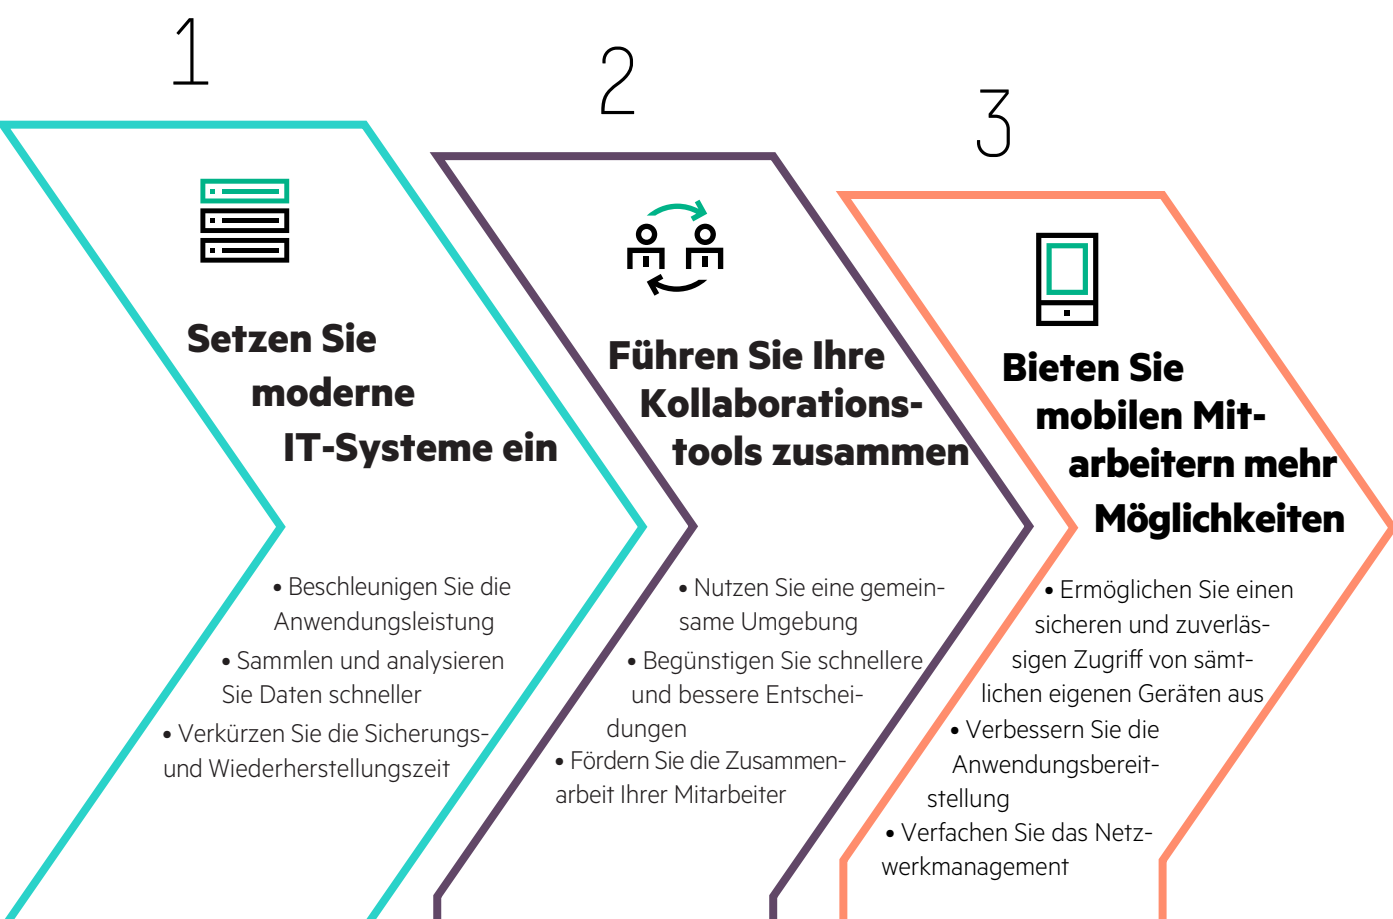 1
Setzen Sie
moderne
IT-Systeme ein
• Beschleunigen Sie die
Anwendungsleistung
• Sammlen und analysieren
Sie Daten schneller
• Verkürzen Sie die Sicherungs-
und Wiederherstellungszeit
2
Führen Sie Ihre
Kollaborations-
tools zusammen
• Nutzen Sie eine gemein-
same Umgebung
• Begünstigen Sie schnellere
und bessere Entschei-
dungen
• Fördern Sie die Zusammen-
arbeit Ihrer Mitarbeiter
3
Bieten Sie
mobilen Mit-
arbeitern mehr
Möglichkeiten
• Ermöglichen Sie einen
sicheren und zuverläs-
sigen Zugriff von sämt-
lichen eigenen Geräten aus
• Verbessern Sie die
Anwendungsbereit-
stellung
• Verfachen Sie das Netz-
werkmanagement